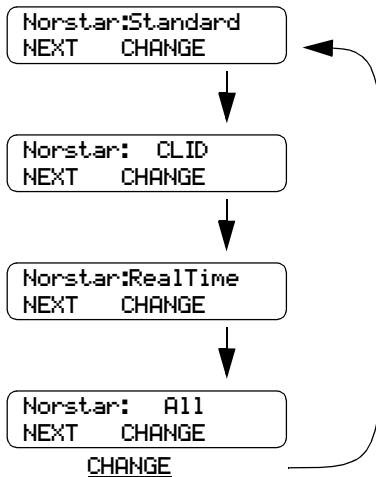 Norstar:Standard
NEXT CHANGE
Norstar: CLID
NEXT CHANGE
Norstar:RealTime
NEXT CHANGE
Norstar: All
NEXT CHANGE
CHANGE